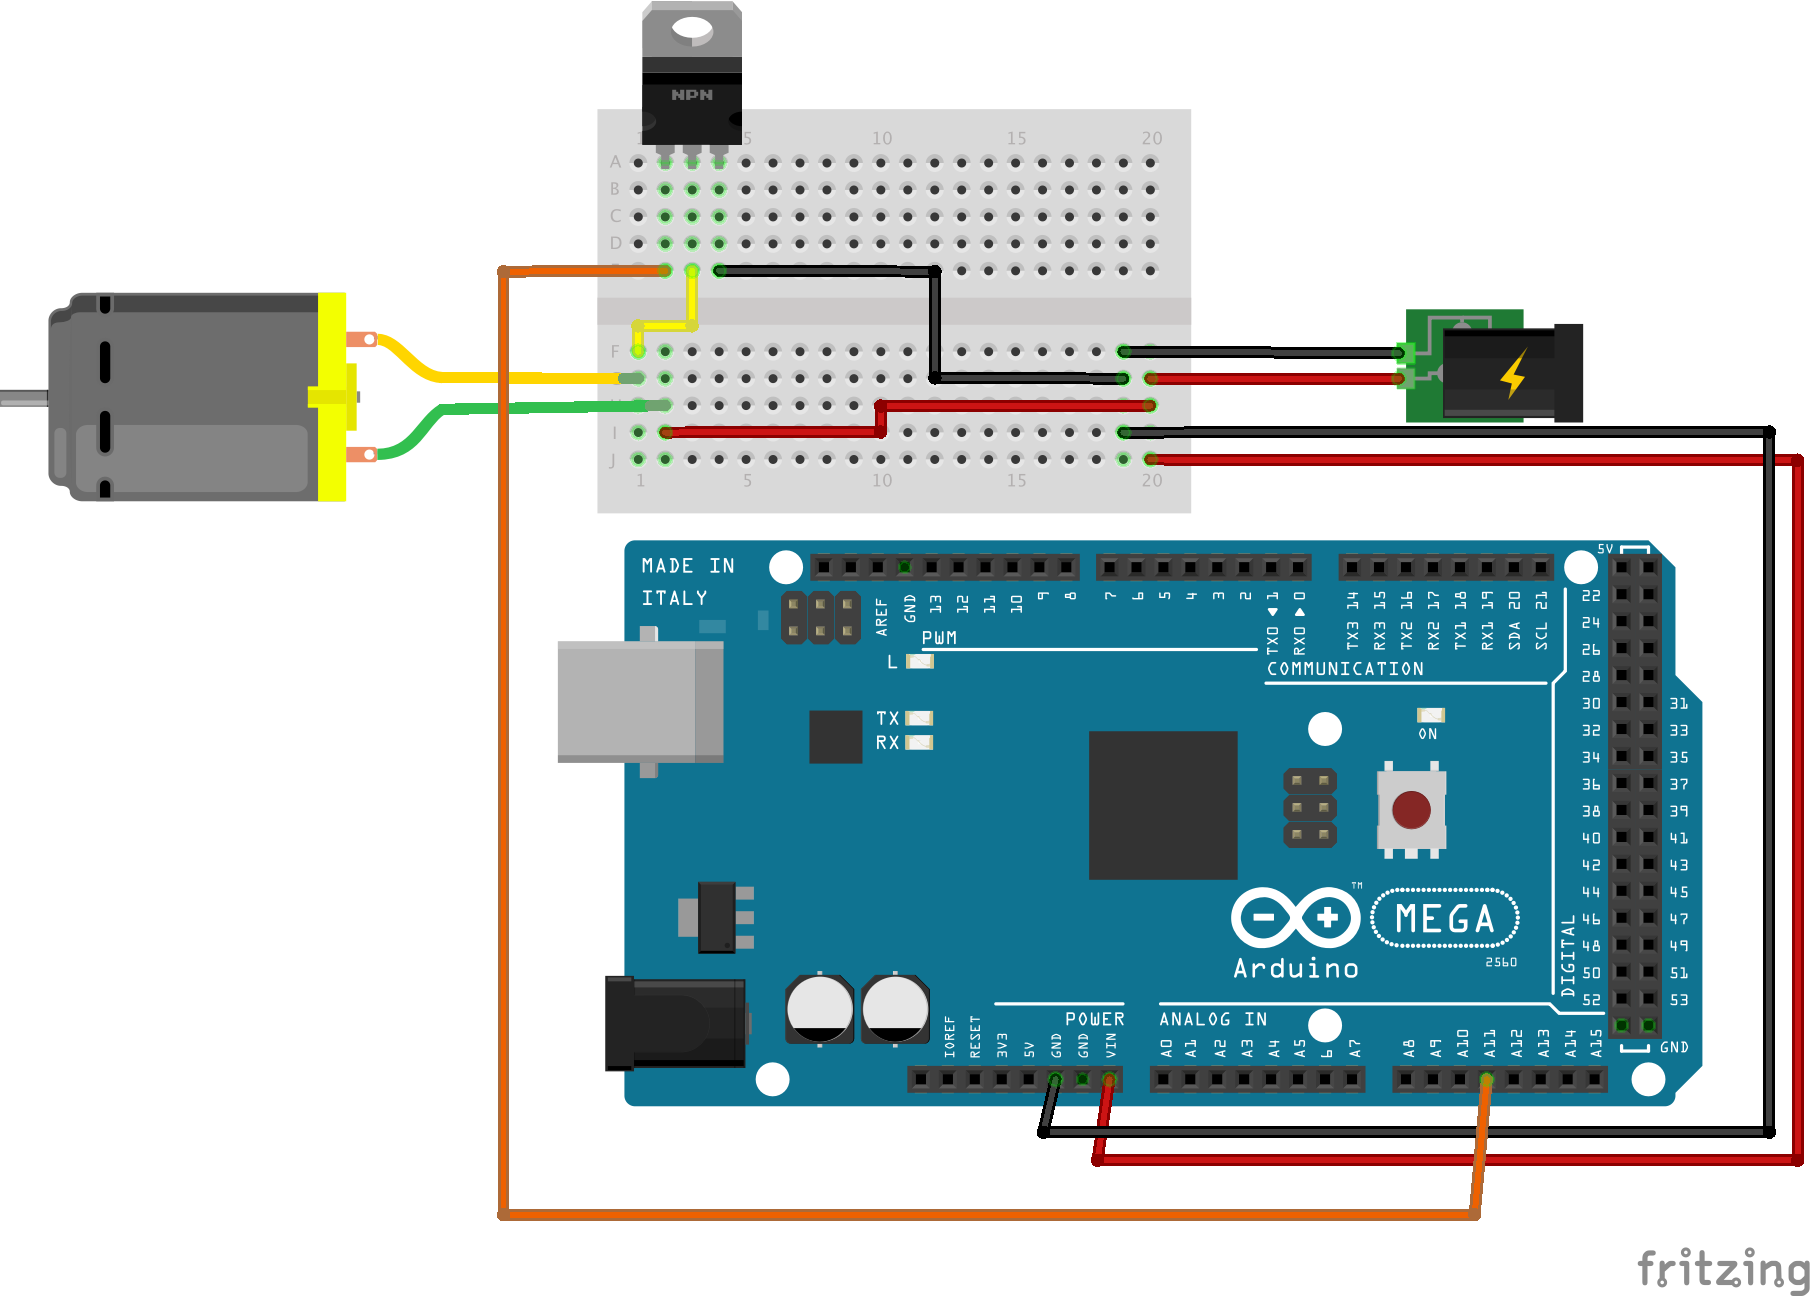 NPN
1 5 10 15 20
A
B
C
D
F
I
J
1 5 10 15 20
MADE IN
ITALY
AREF GND 13 12 11 10 9 8 7 6 5 4 3 2 TX0 1 RX0 0 TX3 14 RX3 15 TX2 16 RX2 17 TX1 18 RX1 19 SDA 20 SCL 21
PWM
COMMUNICATION
L
TX
RX
ON
5V
22
24
26
28
30 31
32 33
34 35
36 37
38 39
40 41
42 43
44 45
46 47
48 49
50 51
52 53
GND
DIGITAL
TM
MEGA
Arduino
2560
POWER
ANALOG IN
IOREF RESET 3V3 5V GND GND VIN A0 A1 A2 A3 A4 A5 6 A7 A8 A9 A10 A11 A12 A13 A14 A15
fritzing